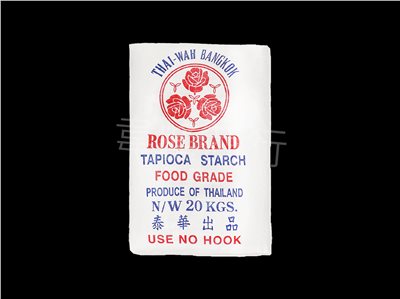 THAI-WAH BANGKOK
ROSE BRAND
TAPIOCA STARCH
FOOD GRADE
PRODUCE OF THAILAND
N/W 20 KGS.
泰華出品
USE NO HOOK